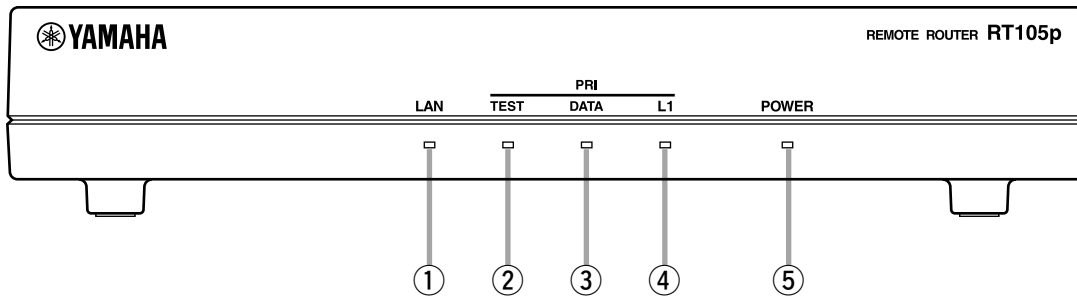 YAMAHA
REMOTE ROUTER RT105p
PRI
LAN TEST DATA L1 POWER
① ② ③ ④ ⑤